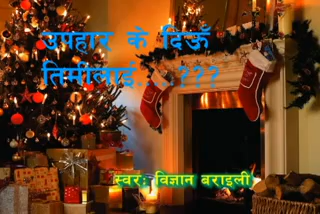 उपहार के दिऊँ
तिमीलाई....???
स्वरः विज्ञान बराइली